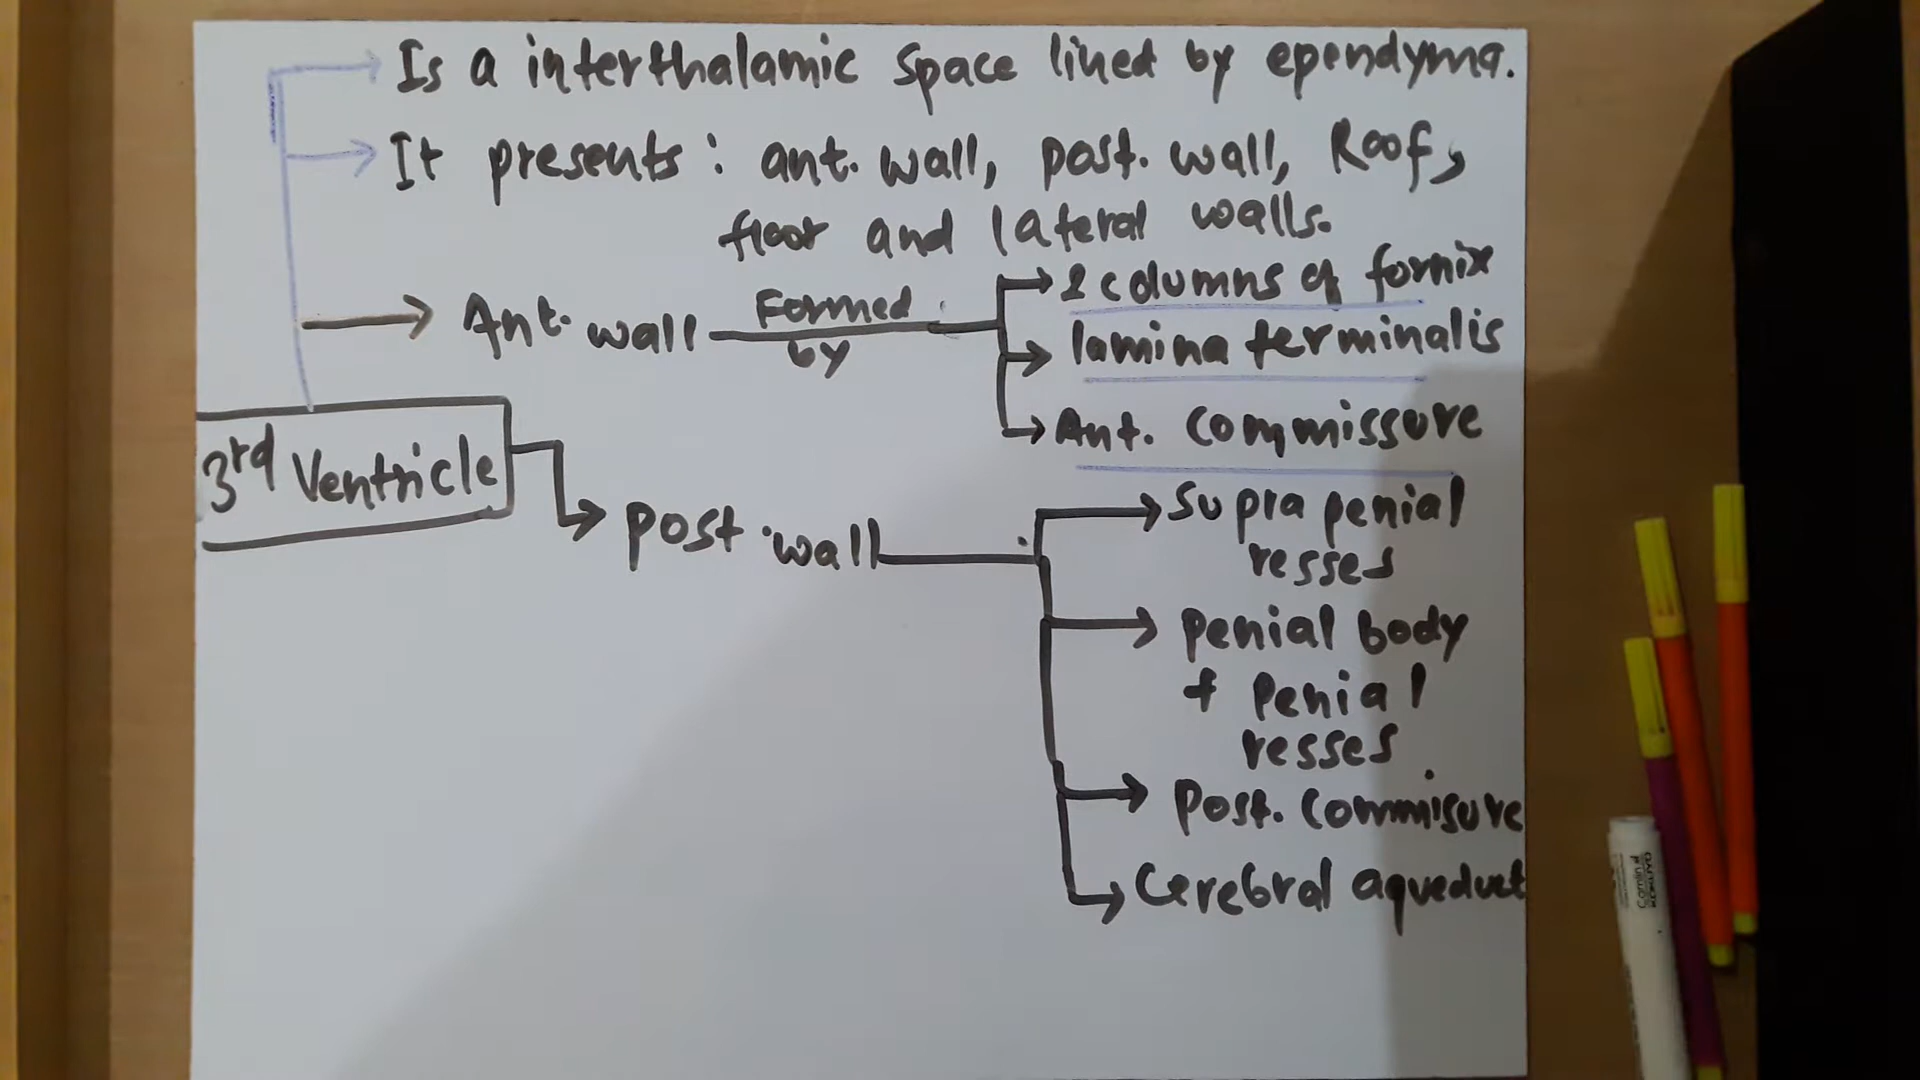 Is a interthalamic space lined by ependyma.
It presents: ant. wall, post. wall, Roof,
floor and lateral walls.
Ant. wall Formed by
2 columns of fornix
lamina terminalis
Ant. commissure
3rd Ventricle
post. wall
Supra penial
resses
penial body
+ penial
resses
post. commisure
Cerebral aqueduct